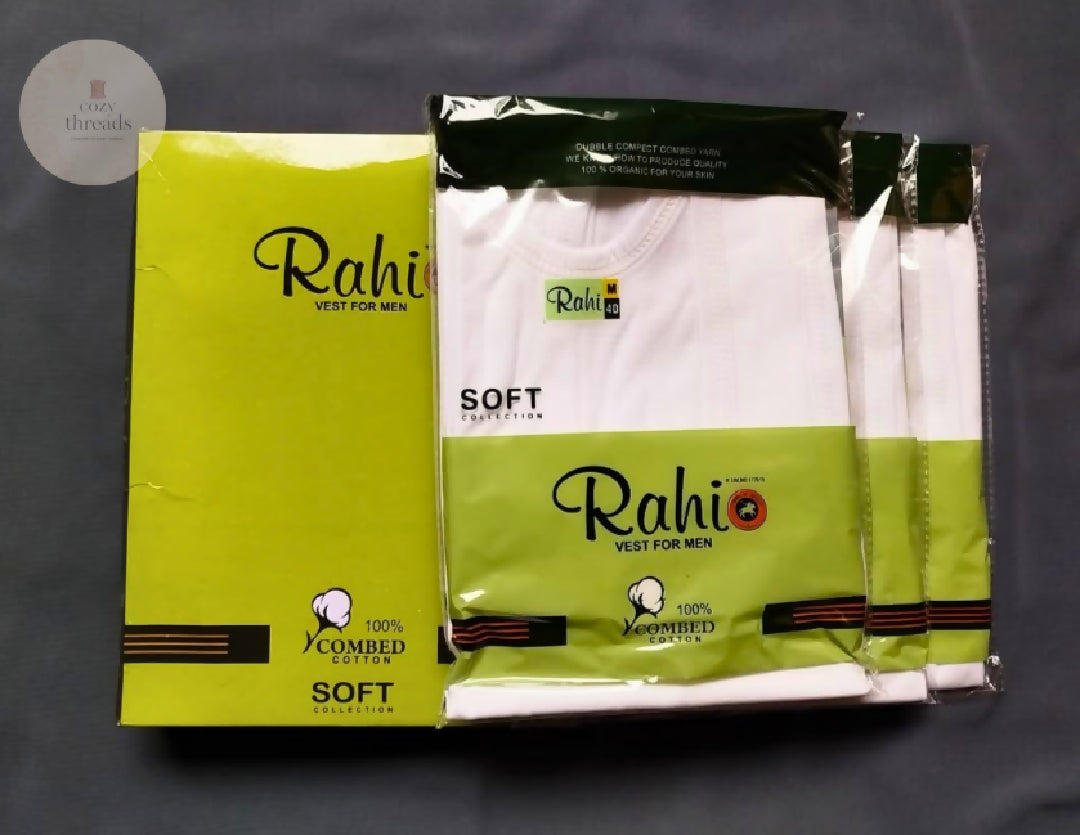 cozy
threads
Rahi
VEST FOR MEN
100%
COMBED
COTTON
SOFT
COLLECTION
DUBBLE COMPECT COMBED YARN
WE KNOW HOW TO PRODUCE QUALITY
100 % ORGANIC FOR YOUR SKIN
Rahi M
40
SOFT
COLLECTION
Rahi
VEST FOR MEN
100%
COMBED
COTTON